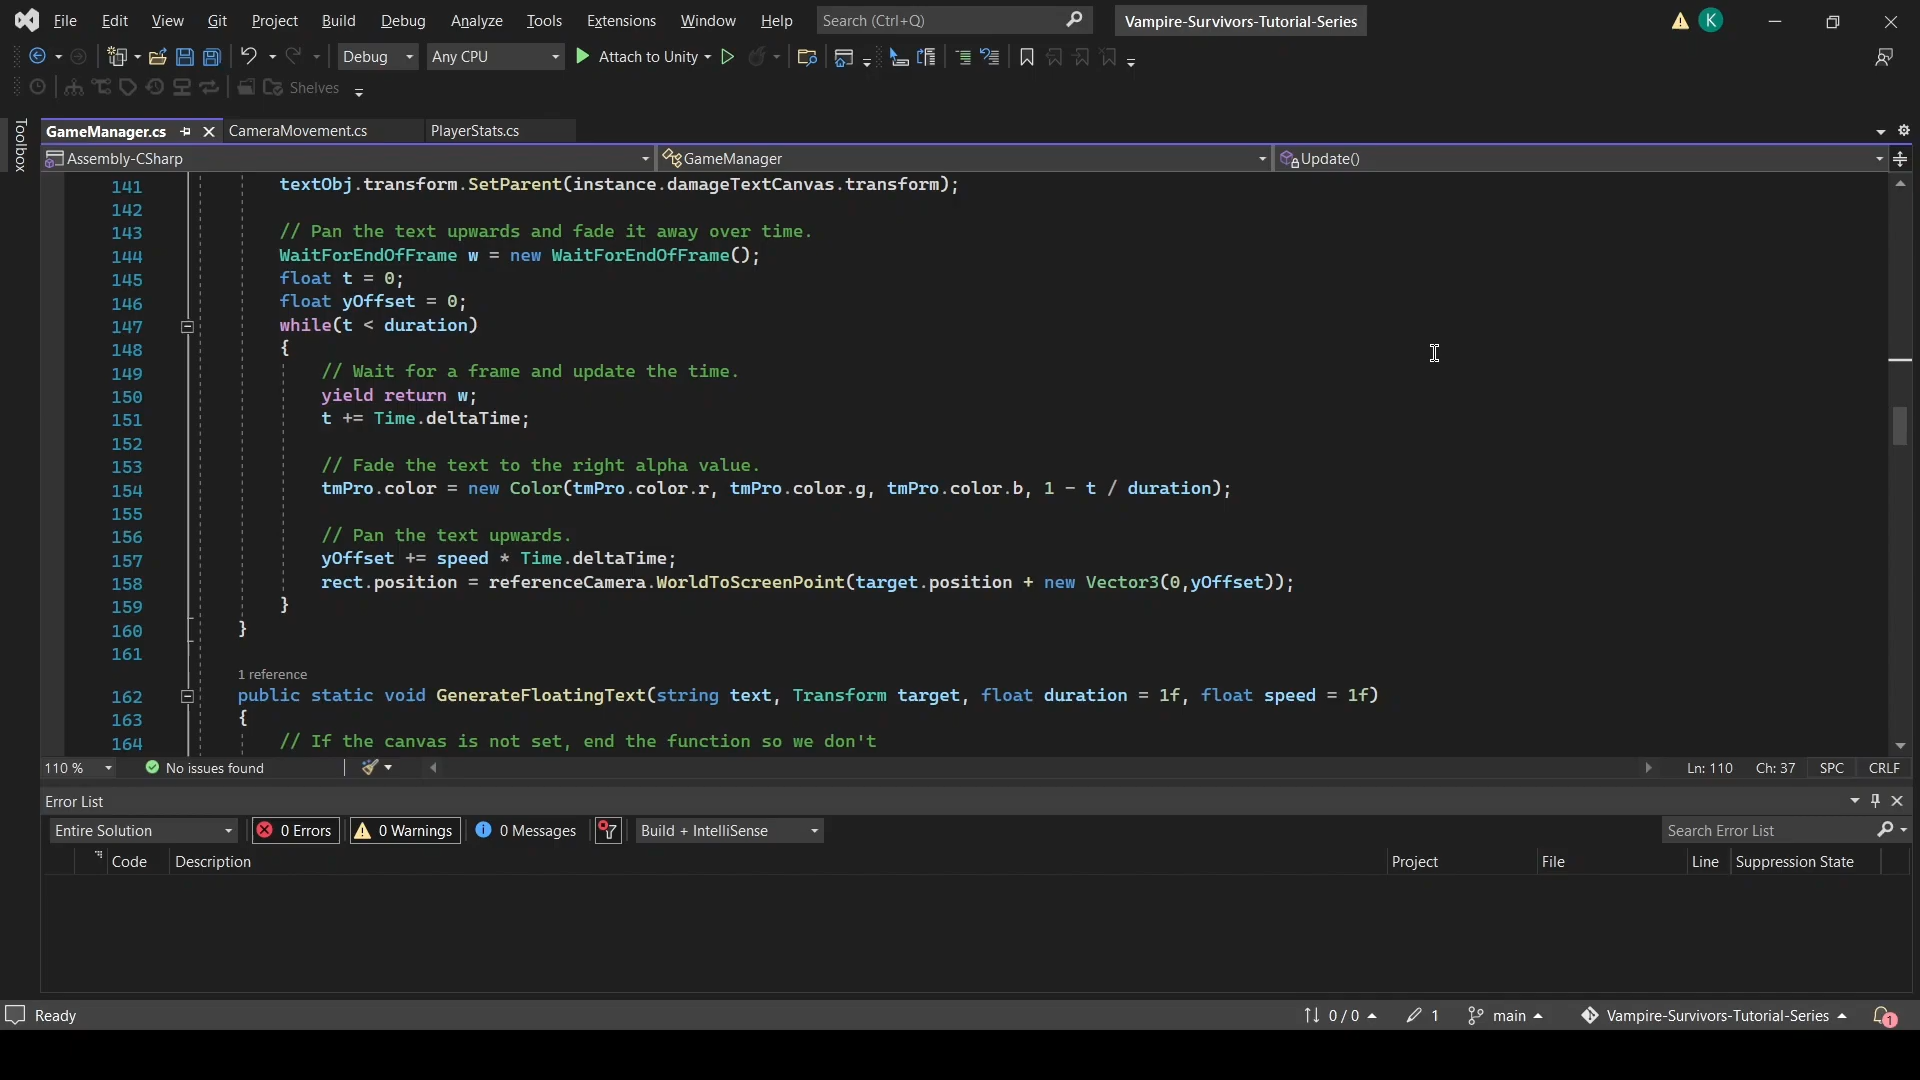 File Edit View Git Project Build Debug Analyze Tools Extensions Window Help Search (Ctrl+Q) Vampire-Survivors-Tutorial-Series K
Debug Any CPU Attach to Unity
Shelves
Toolbox
GameManager.cs CameraMovement.cs PlayerStats.cs
Assembly-CSharp GameManager Update()
141 textObj.transform.SetParent(instance.damageTextCanvas.transform);
142
143 // Pan the text upwards and fade it away over time.
144 WaitForEndOfFrame w = new WaitForEndOfFrame();
145 float t = 0;
146 float yOffset = 0;
147 while(t < duration)
148 {
149 // Wait for a frame and update the time.
150 yield return w;
151 t += Time.deltaTime;
152
153 // Fade the text to the right alpha value.
154 tmPro.color = new Color(tmPro.color.r, tmPro.color.g, tmPro.color.b, 1 - t / duration);
155
156 // Pan the text upwards.
157 yOffset += speed * Time.deltaTime;
158 rect.position = referenceCamera.WorldToScreenPoint(target.position + new Vector3(0,yOffset));
159 }
160 }
161
1 reference
162 public static void GenerateFloatingText(string text, Transform target, float duration = 1f, float speed = 1f)
163 {
164 // If the canvas is not set, end the function so we don't
110 % No issues found Ln: 110 Ch: 37 SPC CRLF
Error List
Entire Solution 0 Errors 0 Warnings 0 Messages Build + IntelliSense Search Error List
Code Description Project File Line Suppression State
Ready 0 / 0 1 main Vampire-Survivors-Tutorial-Series 1